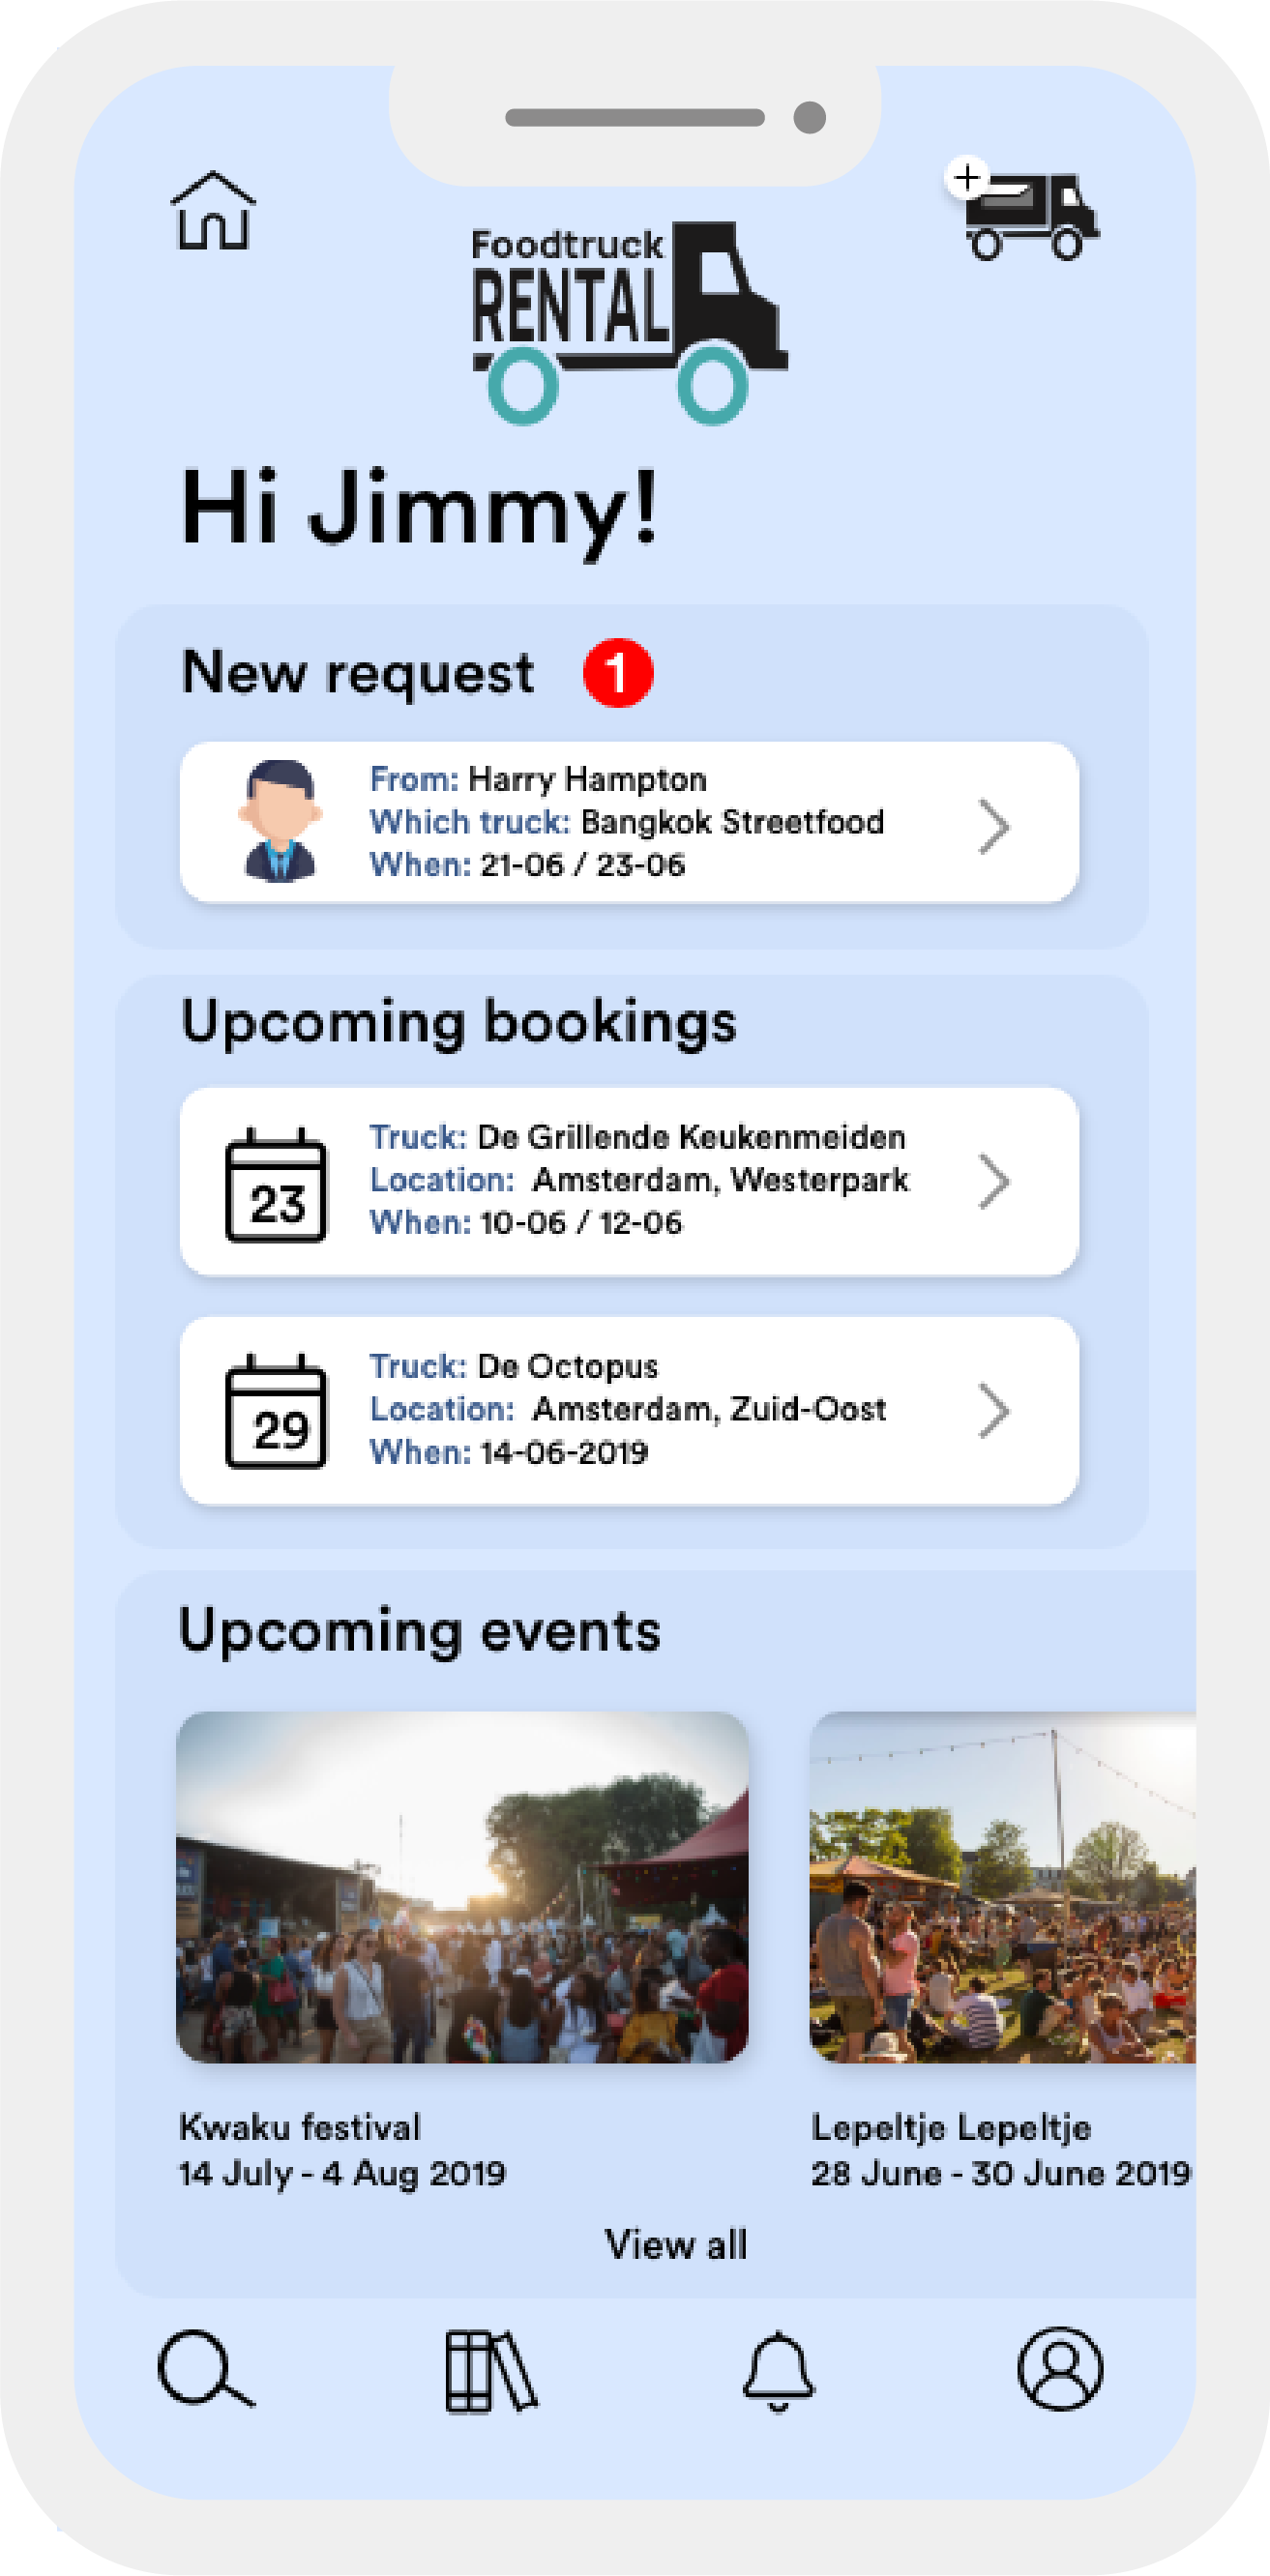 +
Foodtruck
RENTAL
Hi Jimmy!
New request 1
From: Harry Hampton
Which truck: Bangkok Streetfood
When: 21-06 / 23-06
Upcoming bookings
23
Truck: De Grillende Keukenmeiden
Location: Amsterdam, Westerpark
When: 10-06 / 12-06
29
Truck: De Octopus
Location: Amsterdam, Zuid-Oost
When: 14-06-2019
Upcoming events
Kwaku festival
14 July - 4 Aug 2019
Lepeltje Lepeltje
28 June - 30 June 2019
View all